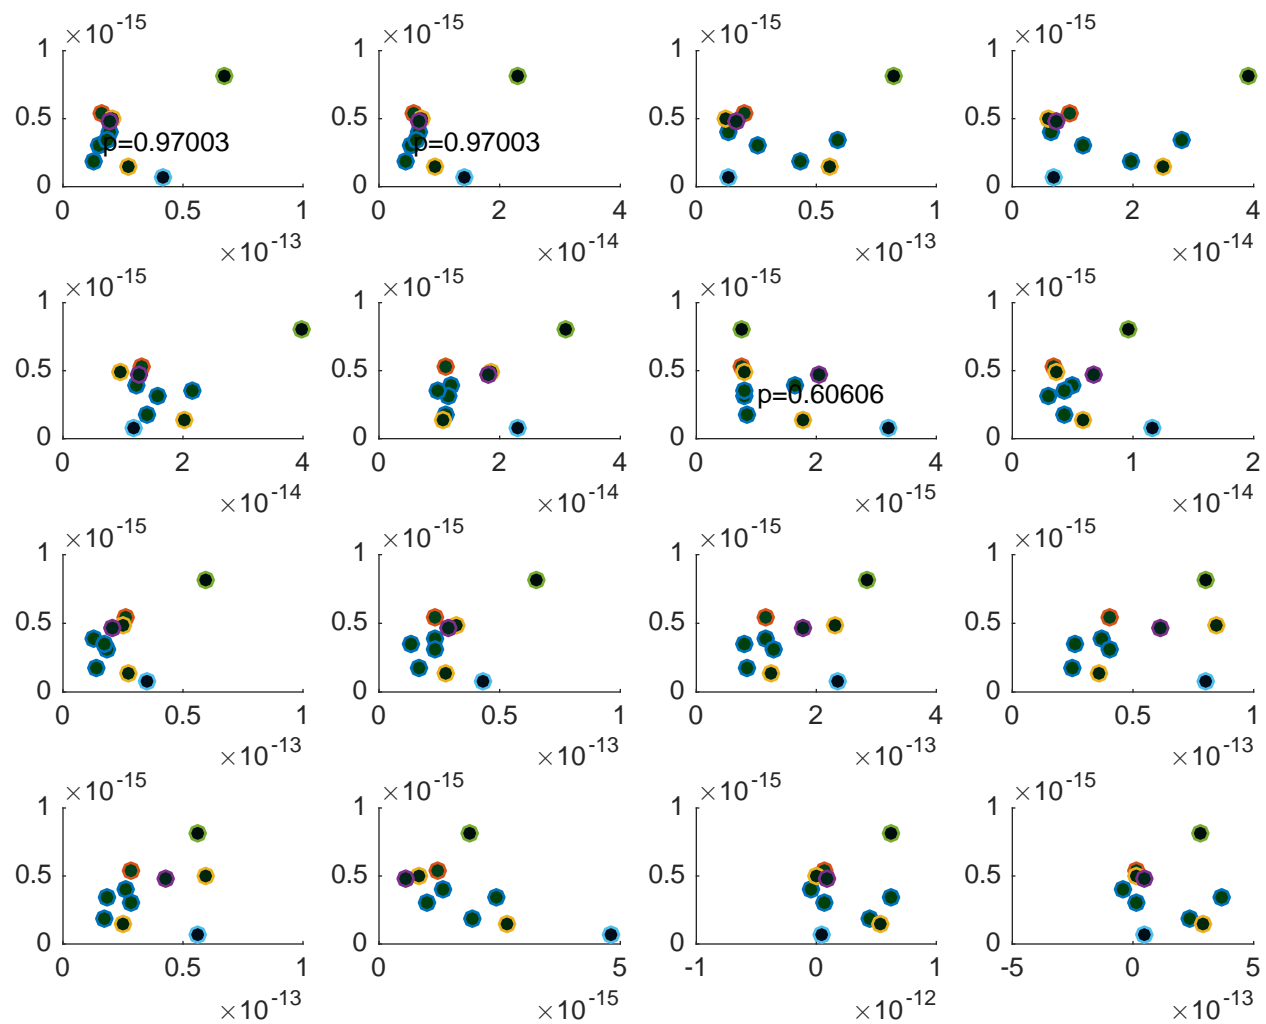 ×10-15 ×10-15 ×10-15 ×10-15
1 1 1 1
0.5 0.5 0.5 0.5
p=0.97003 p=0.97003
0 0 0 0
0 0.5 1 0 2 4 0 0.5 1 0 2 4
×10-13 ×10-14 ×10-13 ×10-14
×10-15 ×10-15 ×10-15 ×10-15
1 1 1 1
0.5 0.5 0.5 0.5
p=0.60606
0 0 0 0
0 2 4 0 2 4 0 2 4 0 1 2
×10-14 ×10-14 ×10-15 ×10-14
×10-15 ×10-15 ×10-15 ×10-15
1 1 1 1
0.5 0.5 0.5 0.5
0 0 0 0
0 0.5 1 0 0.5 1 0 2 4 0 0.5 1
×10-13 ×10-13 ×10-13 ×10-13
×10-15 ×10-15 ×10-15 ×10-15
1 1 1 1
0.5 0.5 0.5 0.5
0 0 0 0
0 0.5 1 0 5 -1 0 1 -5 0 5
×10-13 ×10-15 ×10-12 ×10-13